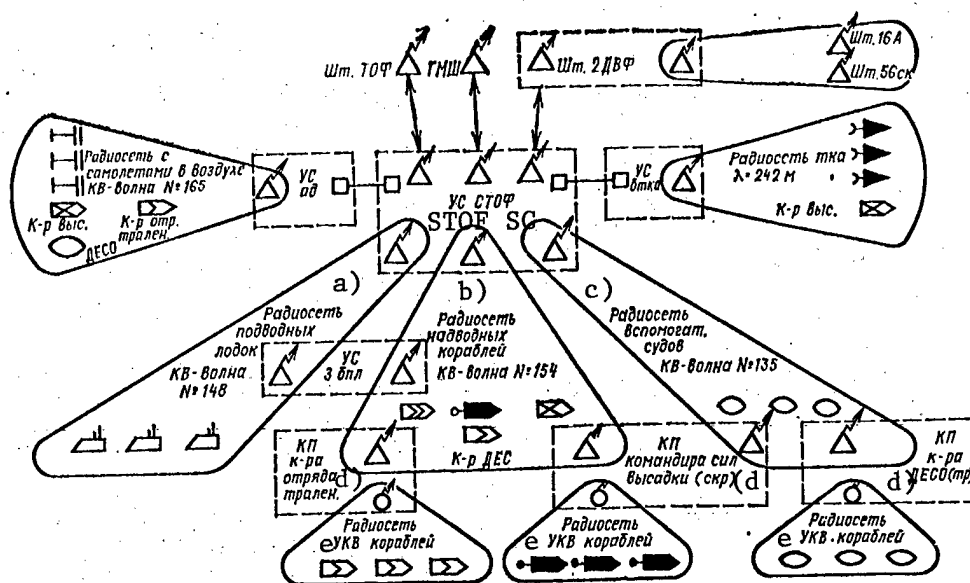 Шт. ТОФ
ГМШ
Шт. 2ДВФ
Шт. 16А
Шт. 56ск
Радиосеть с
самолетами в воздухе
КВ-волна № 165
К-р выс.
К-р отр.
трален.
ДЕСО
УС
ад
УС СТОФ
STOF SC
УС
бтка
Радиосеть тка
λ = 242 м
К-р выс.
a)
b)
c)
Радиосеть
подводных
лодок
КВ-волна
№ 148
УС
3 бпл
Радиосеть
надводных
кораблей
КВ-волна № 154
Радиосеть
вспомогат.
судов
КВ-волна № 135
КП
к-ра
отряда
трален.
d)
К-р ДЕС
КП
командира сил
высадки (скр)
(d
КП
к-ра
ДЕСО(тр)
d)
Радиосеть
e УКВ кораблей
Радиосеть
e УКВ кораблей
Радиосеть
e УКВ кораблей